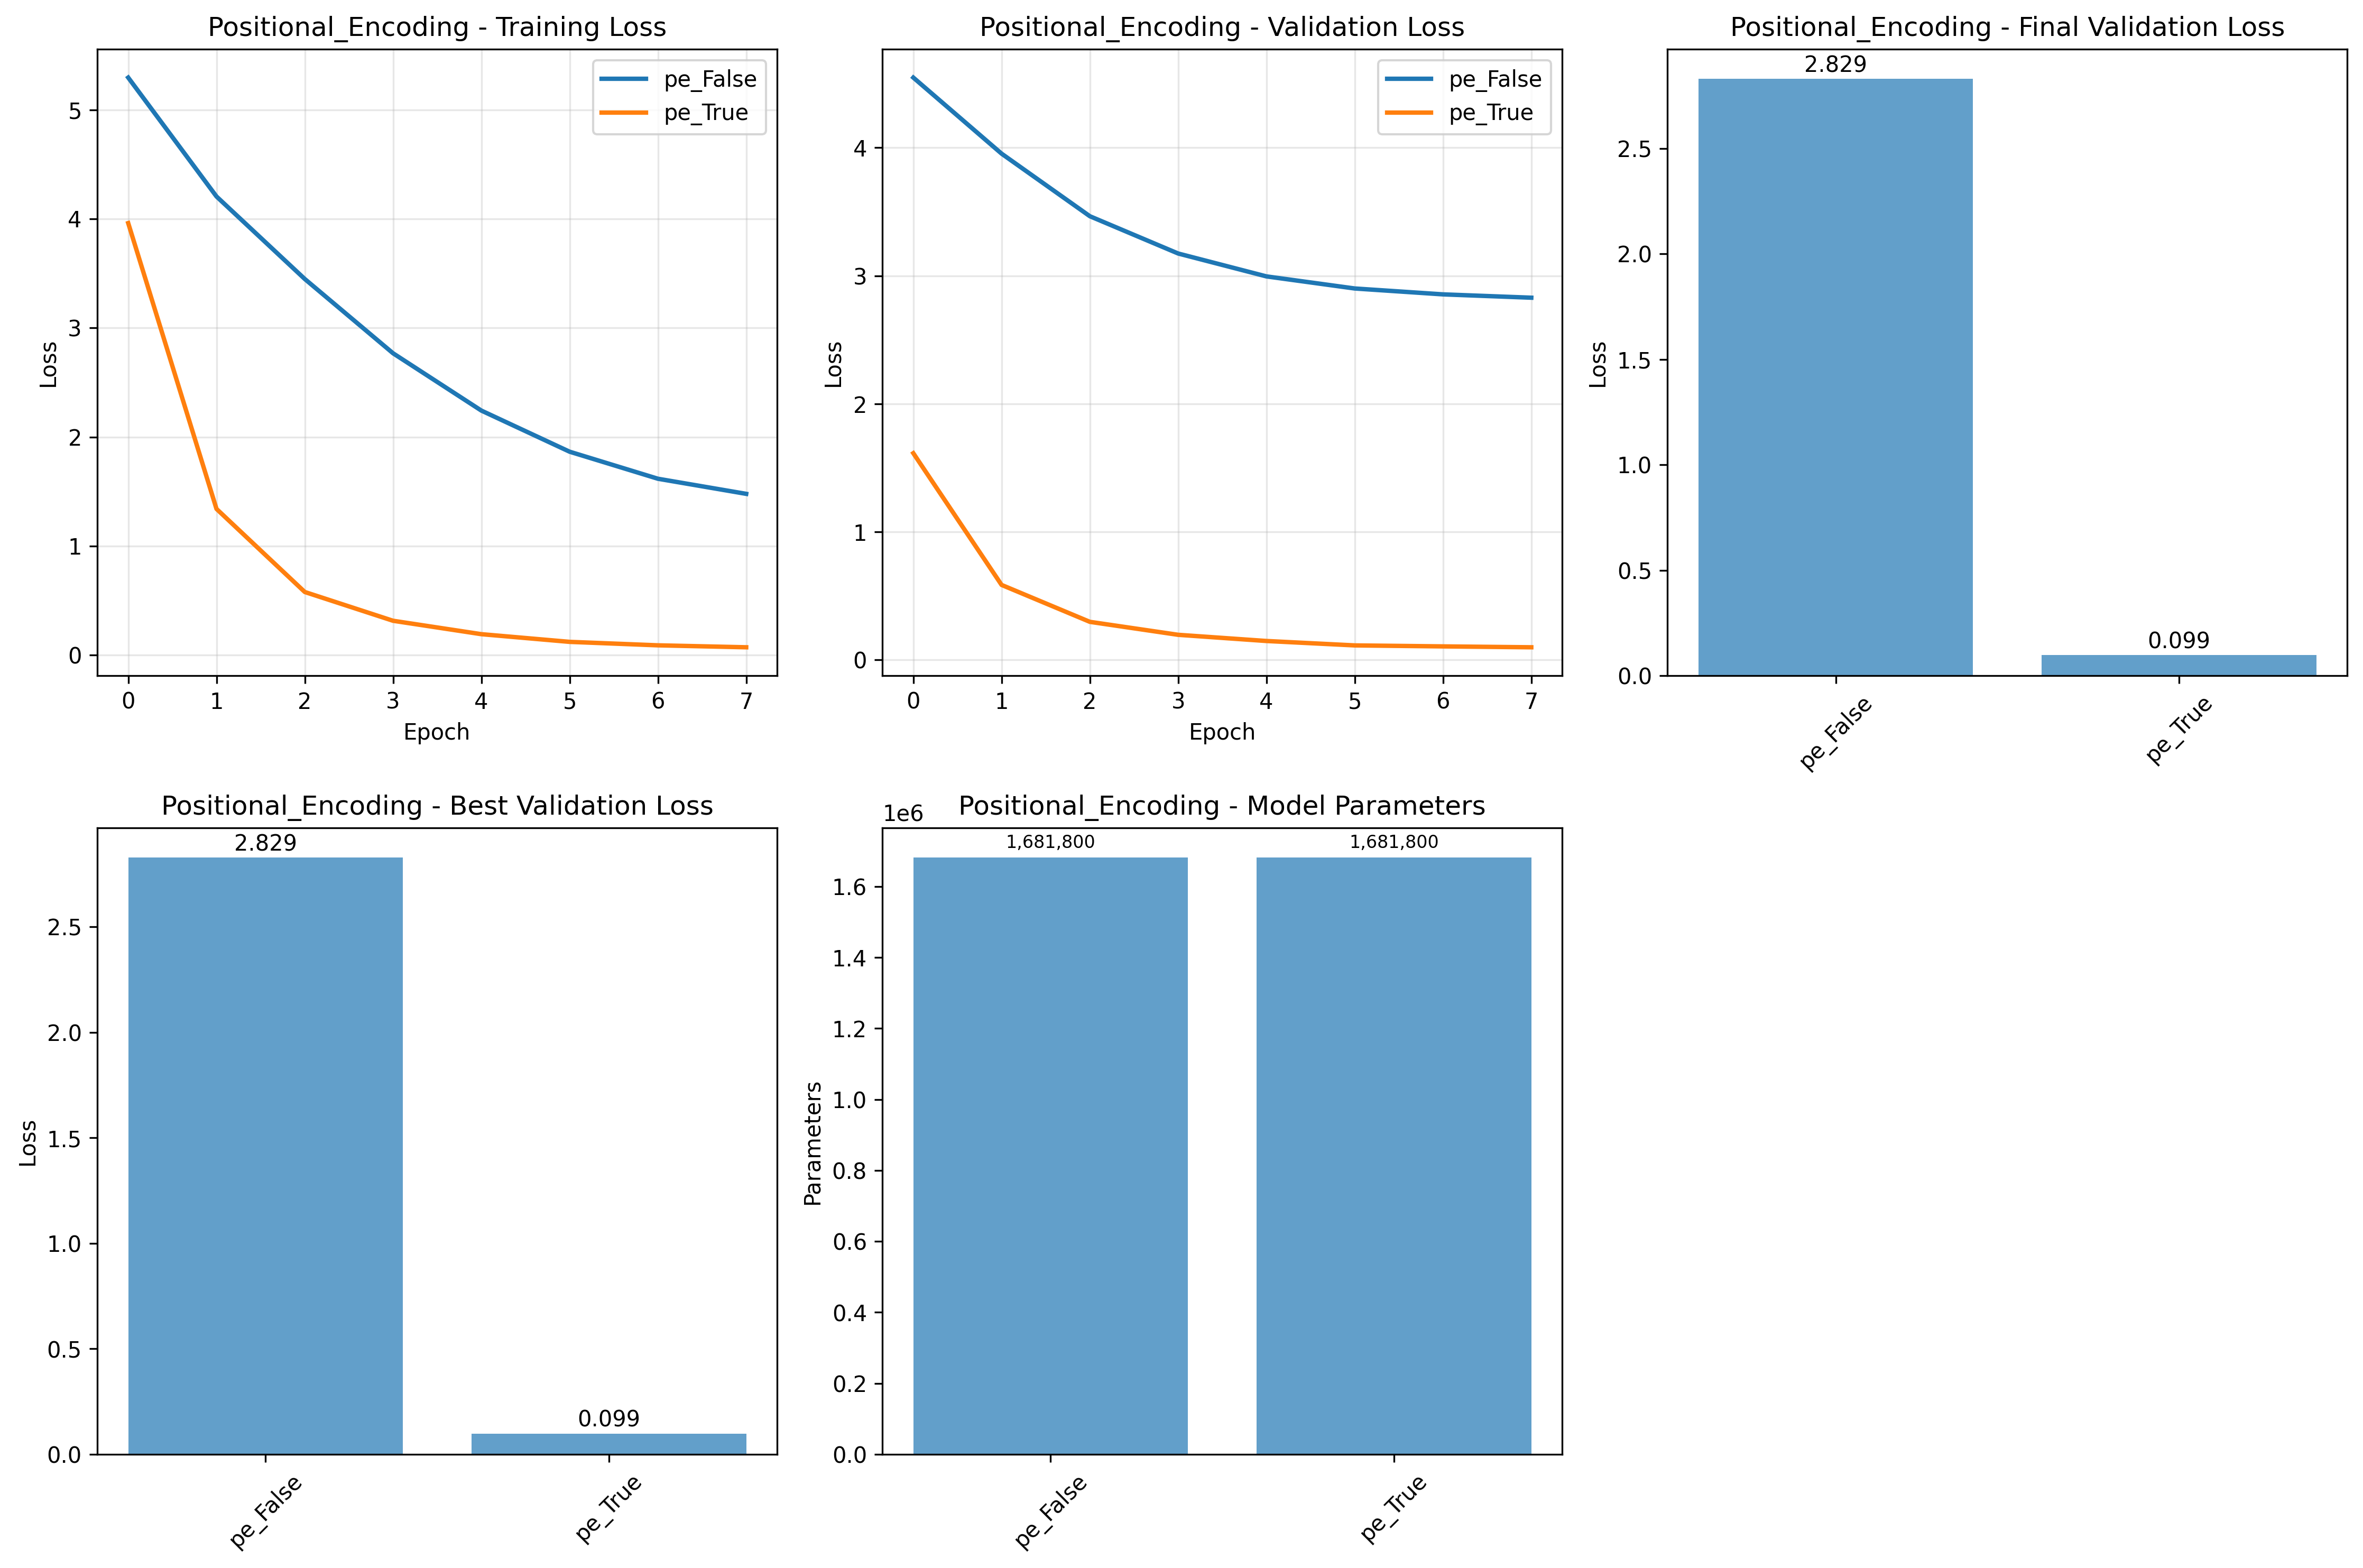 Positional_Encoding - Training Loss
pe_False
pe_True
5
4
3
2
1
0
Loss
0 1 2 3 4 5 6 7
Epoch
Positional_Encoding - Validation Loss
pe_False
pe_True
4
3
2
1
0
Loss
0 1 2 3 4 5 6 7
Epoch
Positional_Encoding - Final Validation Loss
2.829
0.099
2.5
2.0
1.5
1.0
0.5
0.0
Loss
pe_False
pe_True
Positional_Encoding - Best Validation Loss
2.829
0.099
2.5
2.0
1.5
1.0
0.5
0.0
Loss
pe_False
pe_True
Positional_Encoding - Model Parameters
1e6
1,681,800
1,681,800
1.6
1.4
1.2
1.0
0.8
0.6
0.4
0.2
0.0
Parameters
pe_False
pe_True